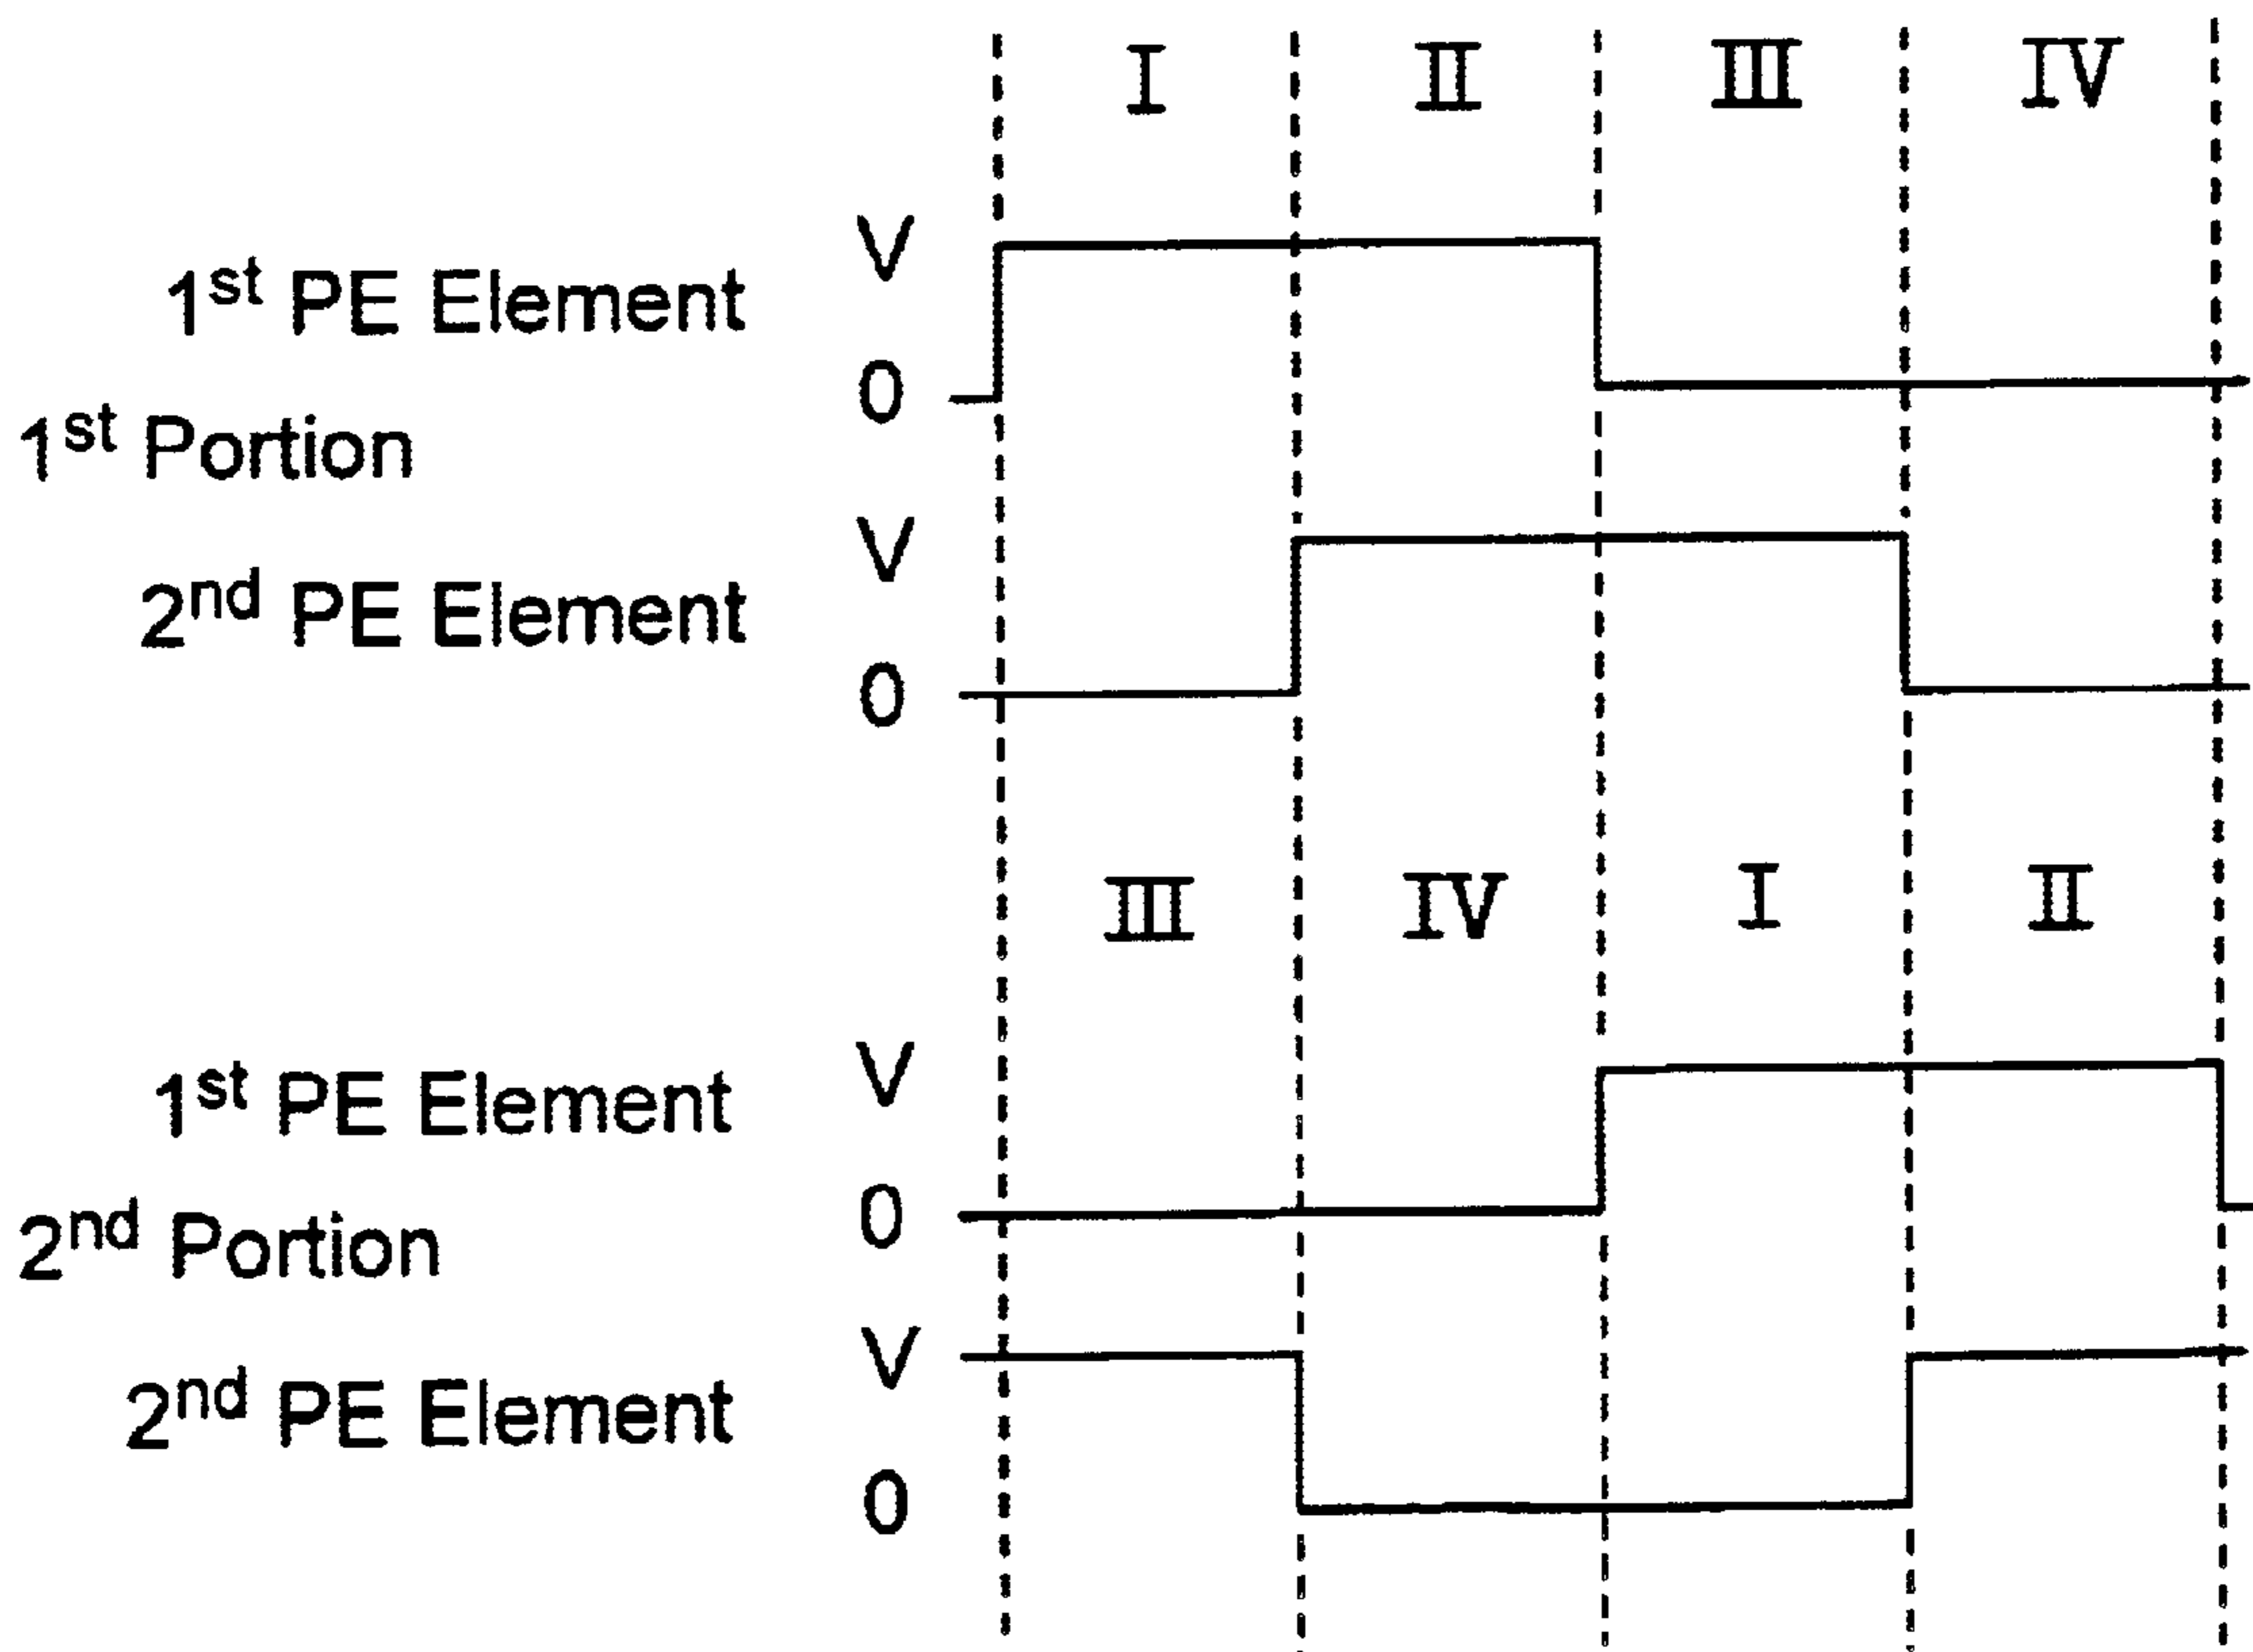 I II III IV
V
1st PE Element
0
1st Portion
V
2nd PE Element
0
III IV I II
V
1st PE Element
0
2nd Portion
V
2nd PE Element
0